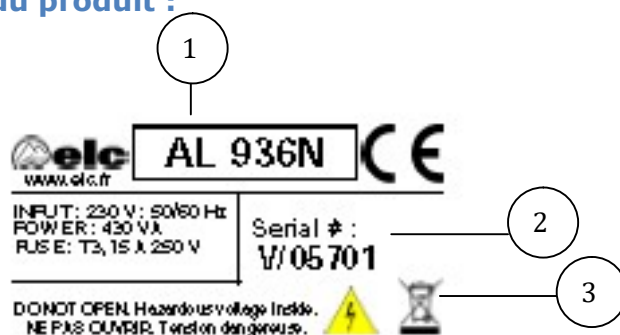 du produit :
1
elc AL 936N CE
www.elc.fr
INPUT: 230 V: 50/60 Hz
POWER: 430 VA
FUSE: T3,15 A 250 V
Serial # :
V/05701
2
3
DO NOT OPEN. Hazardous voltage inside.
NE PAS OUVRIR. Tension dangereuse.